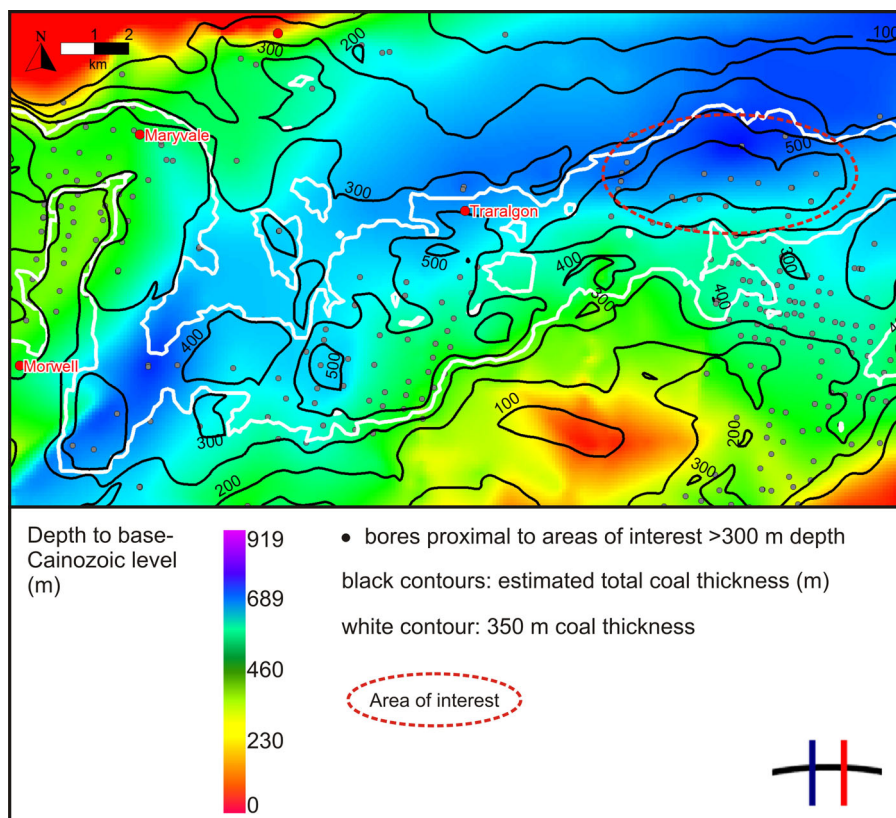 N
1 2
km
300
200
100
Maryvale
500
300
Traralgon
500
400
300
400
300
400
Morwell
500
300
100
200
300
200
Depth to base-
Cainozoic level
(m)
919
689
460
230
0
• bores proximal to areas of interest >300 m depth
black contours: estimated total coal thickness (m)
white contour: 350 m coal thickness
Area of interest